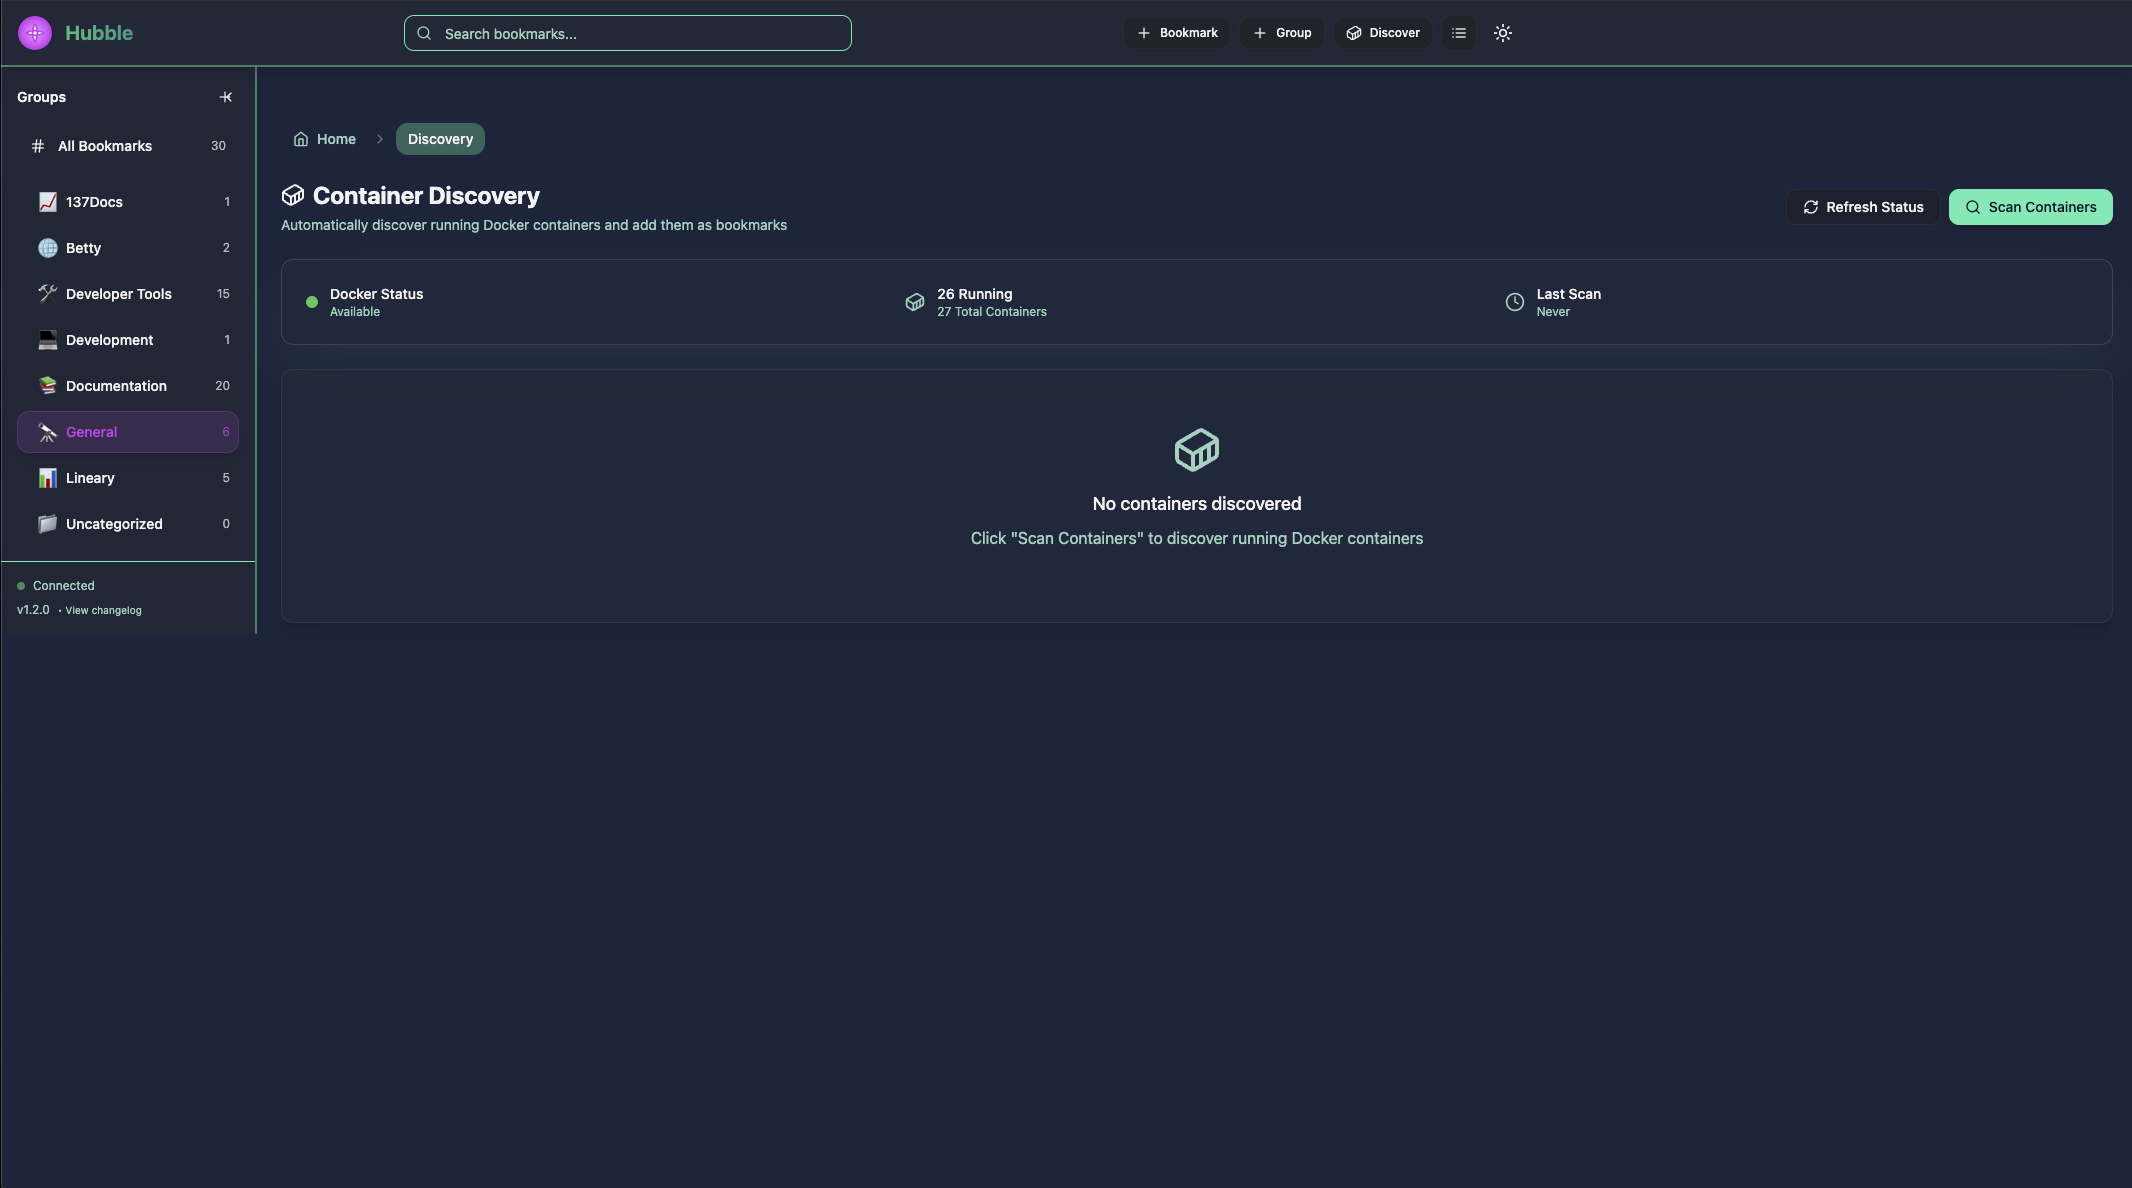 Hubble
Search bookmarks...
Bookmark
Group
Discover
Groups
All Bookmarks 30
137Docs 1
Betty 2
Developer Tools 15
Development 1
Documentation 20
General 6
Lineary 5
Uncategorized 0
Connected
v1.2.0 • View changelog
Home
Discovery
Container Discovery
Automatically discover running Docker containers and add them as bookmarks
Refresh Status
Scan Containers
Docker Status
Available
26 Running
27 Total Containers
Last Scan
Never
No containers discovered
Click "Scan Containers" to discover running Docker containers